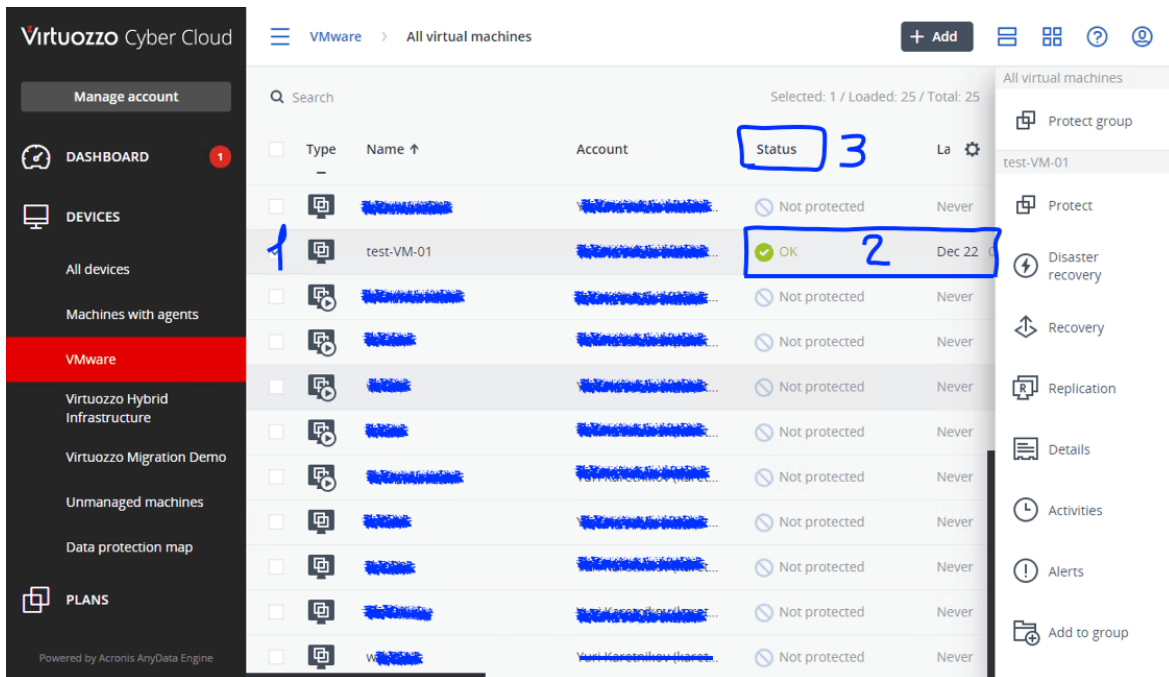 Virtuozzo Cyber Cloud
Manage account
DASHBOARD 1
DEVICES
All devices
Machines with agents
VMware
Virtuozzo Hybrid
Infrastructure
Virtuozzo Migration Demo
Unmanaged machines
Data protection map
PLANS
Powered by Acronis AnyData Engine
VMware > All virtual machines
+ Add
Search
Selected: 1 / Loaded: 25 / Total: 25
Type Name ↑ Account Status 3 La
Not protected Never
1 test-VM-01 OK 2 Dec 22
Not protected Never
Not protected Never
Not protected Never
Not protected Never
Not protected Never
Not protected Never
Not protected Never
Not protected Never
Not protected Never
All virtual machines
Protect group
test-VM-01
Protect
Disaster
recovery
Recovery
Replication
Details
Activities
Alerts
Add to group